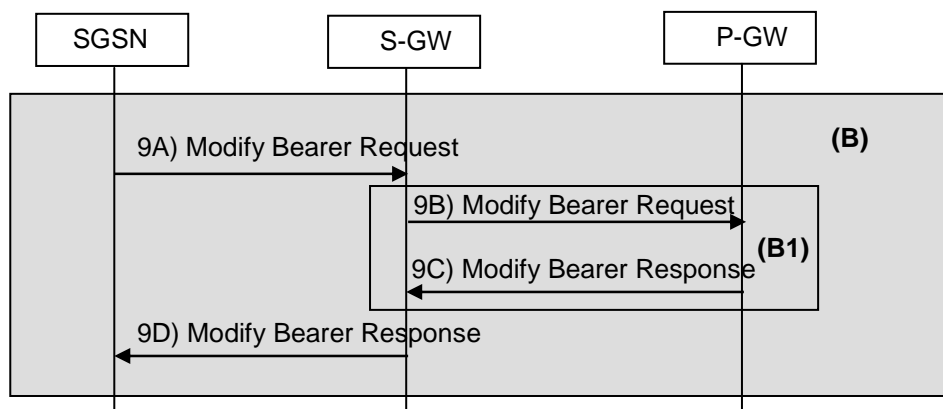 SGSN
S-GW
P-GW
(B)
9A) Modify Bearer Request
9B) Modify Bearer Request
(B1)
9C) Modify Bearer Response
9D) Modify Bearer Response